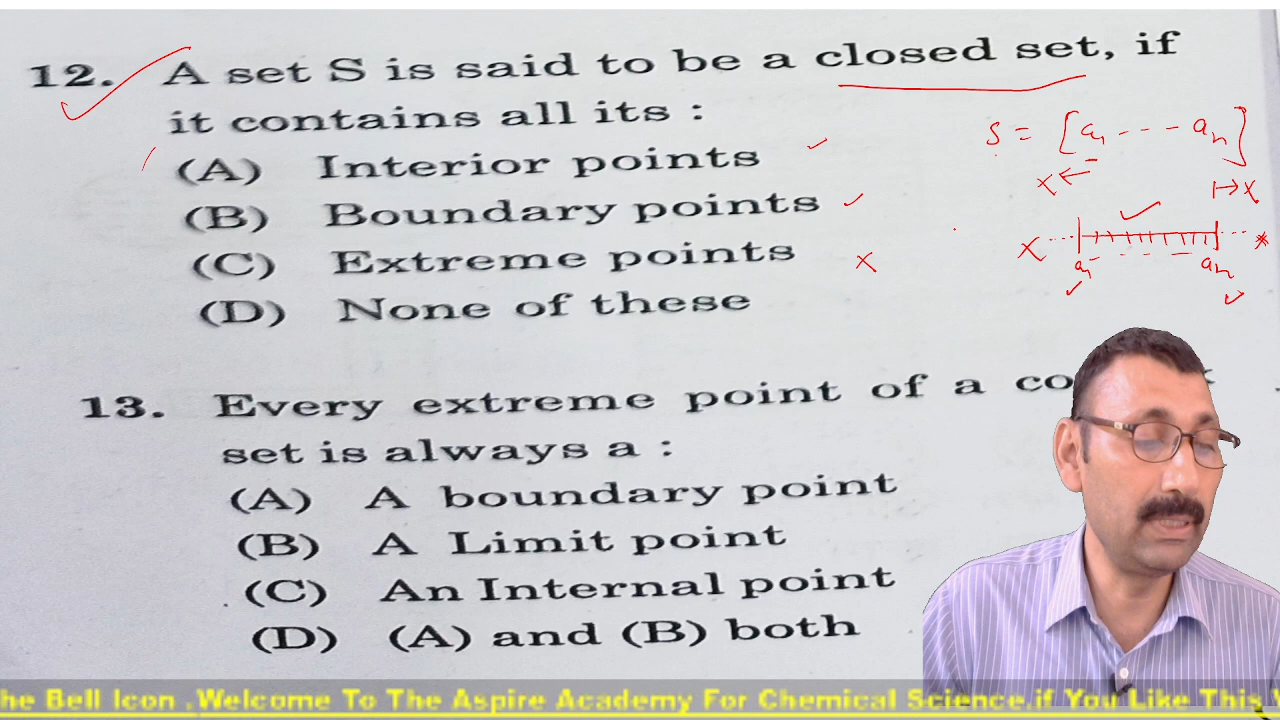 12. A set S is said to be a closed set, if
it contains all its :
(A) Interior points
(B) Boundary points
(C) Extreme points
(D) None of these
S = [a₁ - - - - aₙ]
X ← ↦ X
X
a₁ - - - - aₙ
13. Every extreme point of a
set is always a :
(A) A boundary point
(B) A Limit point
(C) An Internal point
(D) (A) and (B) both
he Bell Icon .Welcome To The Aspire Academy For Chemical Science.if You Like This